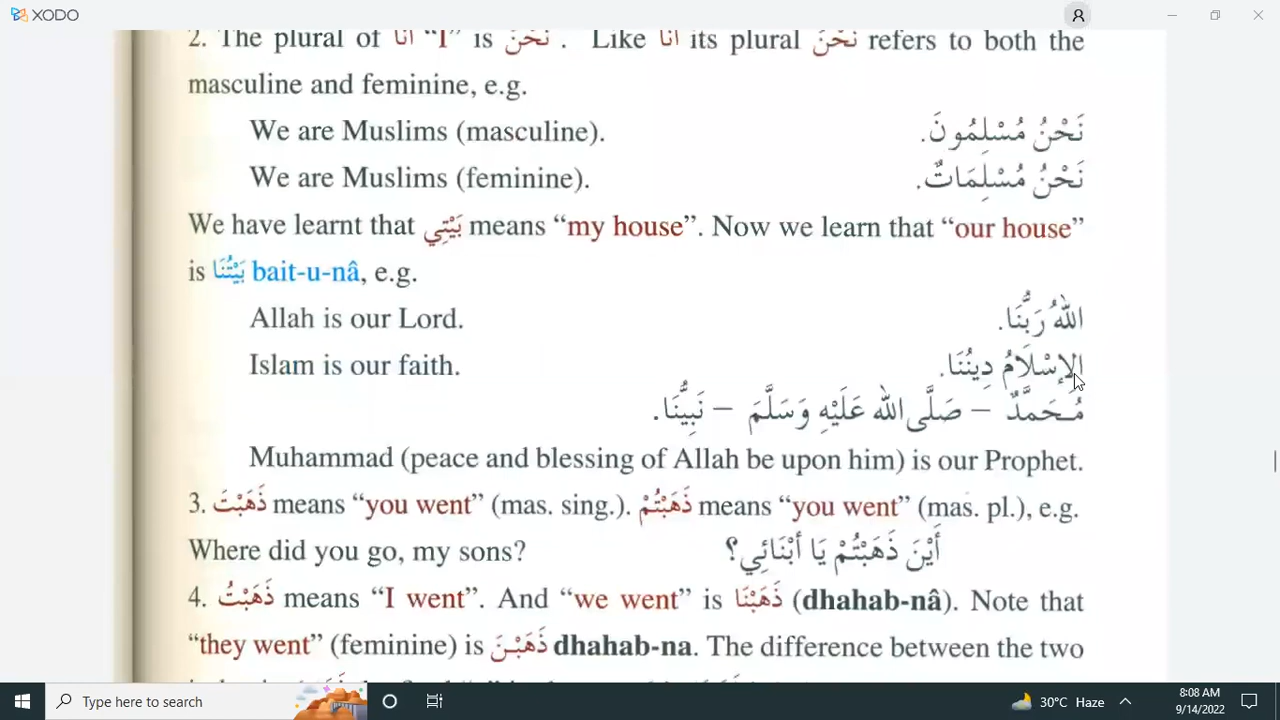 XODO
2. The plural of أَنَا “I” is نَحْنُ . Like أَنَا its plural نَحْنُ refers to both the
masculine and feminine, e.g.
We are Muslims (masculine). نَحْنُ مُسْلِمُونَ.
We are Muslims (feminine). نَحْنُ مُسْلِمَاتٌ.
We have learnt that بَيْتِي means “my house”. Now we learn that “our house”
is بَيْتُنَا bait-u-nâ, e.g.
Allah is our Lord. اللهُ رَبُّنَا.
Islam is our faith. الإِسْلَامُ دِينُنَا.
مُحَمَّدٌ – صَلَّى الله عَلَيْهِ وَسَلَّمَ – نَبِيُّنَا.
Muhammad (peace and blessing of Allah be upon him) is our Prophet.
3. ذَهَبْتَ means “you went” (mas. sing.). ذَهَبْتُمْ means “you went” (mas. pl.), e.g.
Where did you go, my sons? أَيْنَ ذَهَبْتُمْ يَا أَبْنَائِي؟
4. ذَهَبْتُ means “I went”. And “we went” is ذَهَبْنَا (dhahab-nâ). Note that
“they went” (feminine) is ذَهَبْنَ dhahab-na. The difference between the two
Type here to search
30°C Haze
8:08 AM
9/14/2022